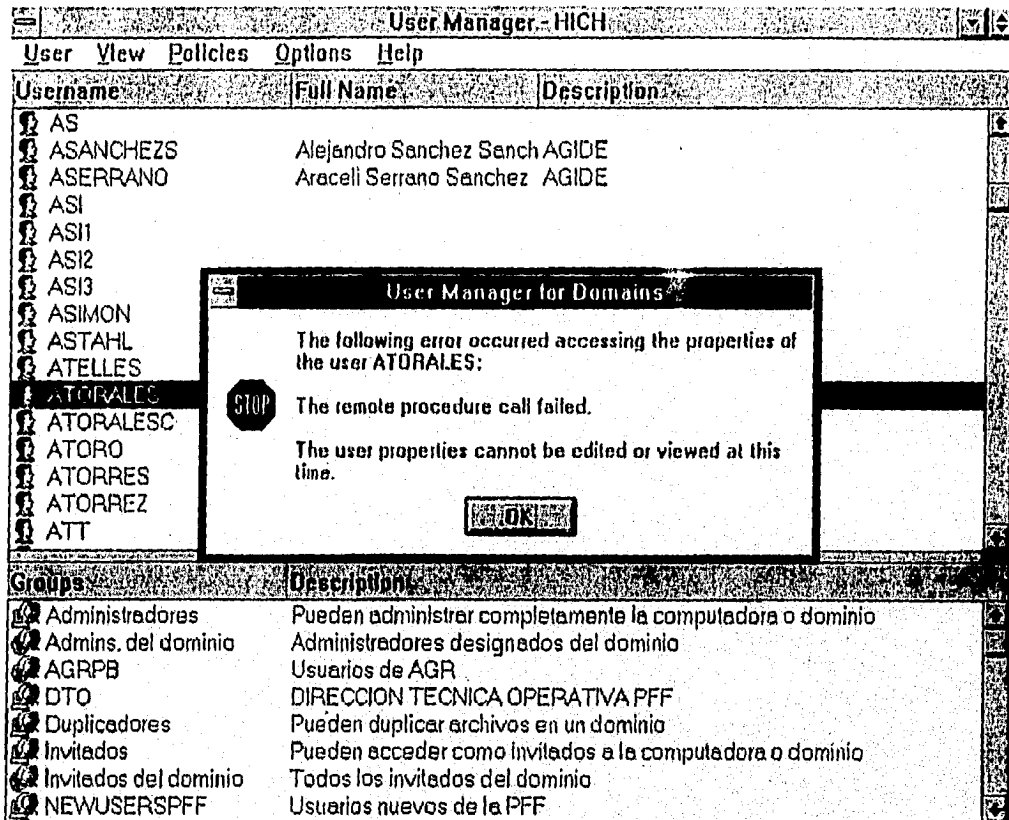 User Manager - HICH
User View Policies Options Help
Username Full Name Description
AS
ASANCHEZS Alejandro Sanchez Sanch AGIDE
ASERRANO Araceli Serrano Sanchez AGIDE
ASI
ASI1
ASI2
ASI3
ASIMON
ASTAHL
ATELLES
ATORALES
ATORALESC
ATORO
ATORRES
ATORREZ
ATT
User Manager for Domains
The following error occurred accessing the properties of
the user ATORALES:
STOP
The remote procedure call failed.
The user properties cannot be edited or viewed at this
time.
OK
Groups Description
Administradores Pueden administrar completamente la computadora o dominio
Admins. del dominio Administradores designados del dominio
AGRPB Usuarios de AGR
DTO DIRECCION TECNICA OPERATIVA PFF
Duplicadores Pueden duplicar archivos en un dominio
Invitados Pueden acceder como invitados a la computadora o dominio
Invitados del dominio Todos los invitados del dominio
NEWUSERSPFF Usuarios nuevos de la PFF